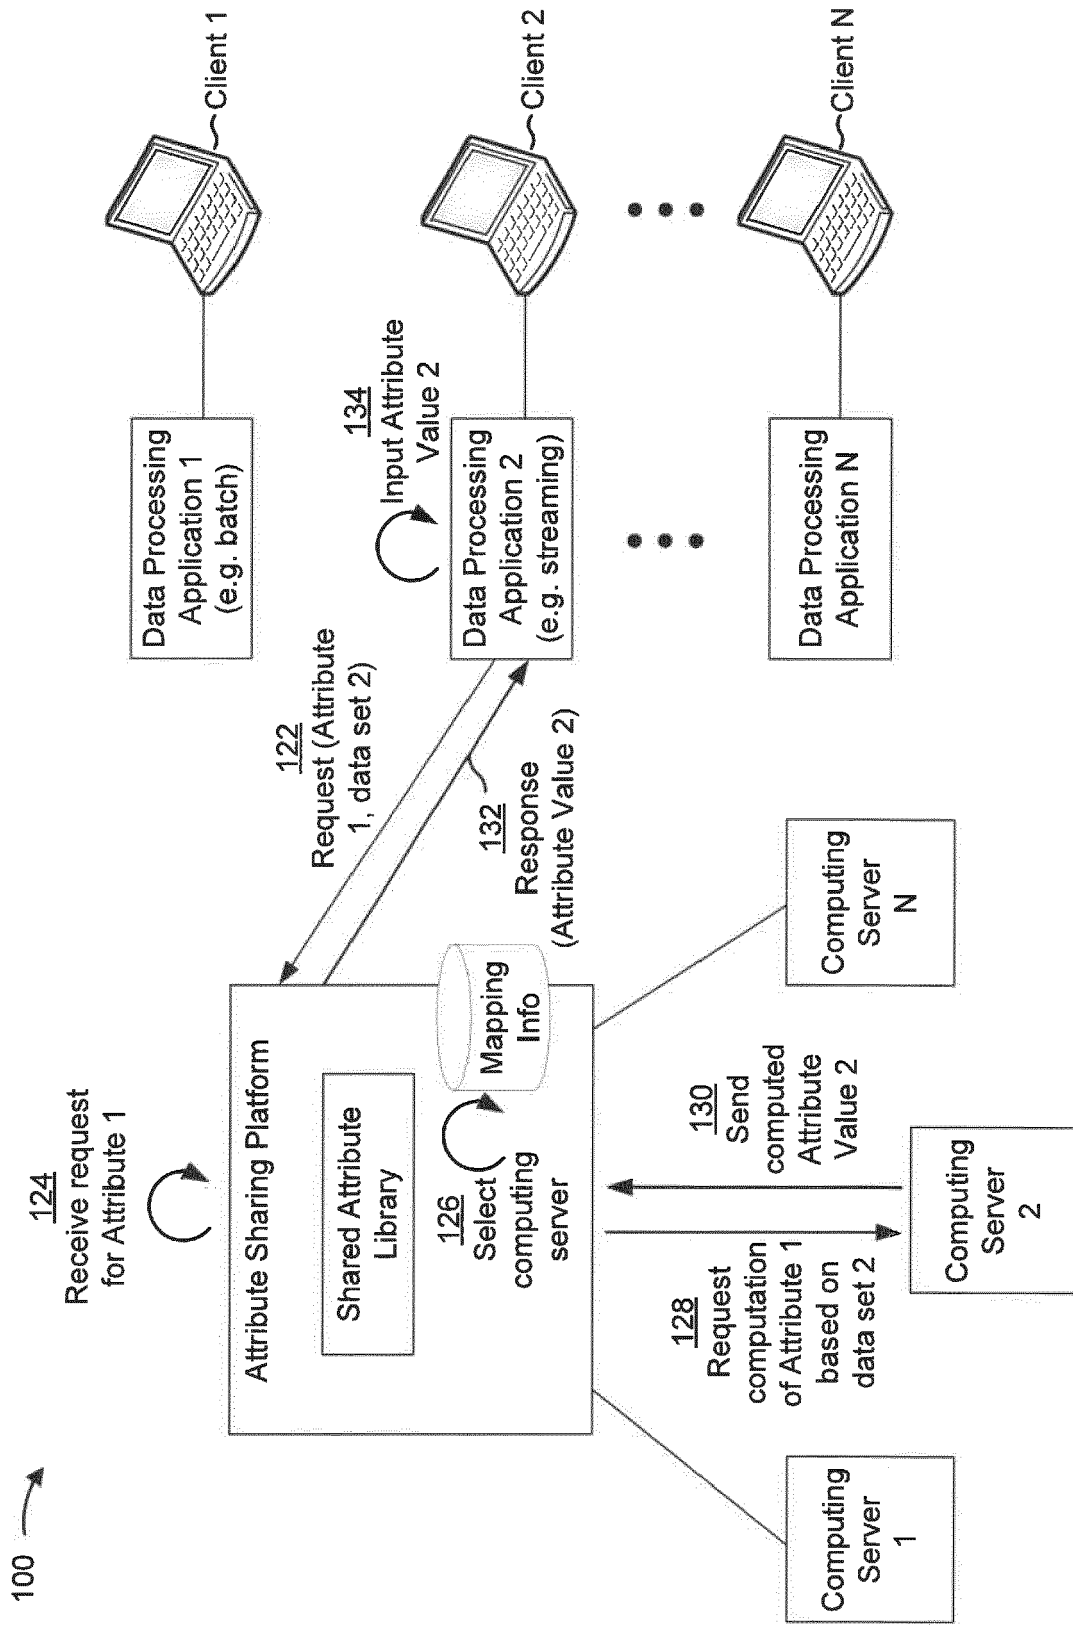 100
124
Receive request
for Attribute 1
Attribute Sharing Platform
Shared Attribute
Library
126
Select
computing
server
Mapping
Info
122
Request (Attribute
1, data set 2)
132
Response
(Attribute Value 2)
134
Input Attribute
Value 2
Data Processing
Application 1
(e.g. batch)
Client 1
Data Processing
Application 2
(e.g. streaming)
Client 2
Data Processing
Application N
Client N
128
Request
computation
of Attribute 1
based on
data set 2
130
Send
computed
Attribute
Value 2
Computing
Server
1
Computing
Server
2
Computing
Server
N